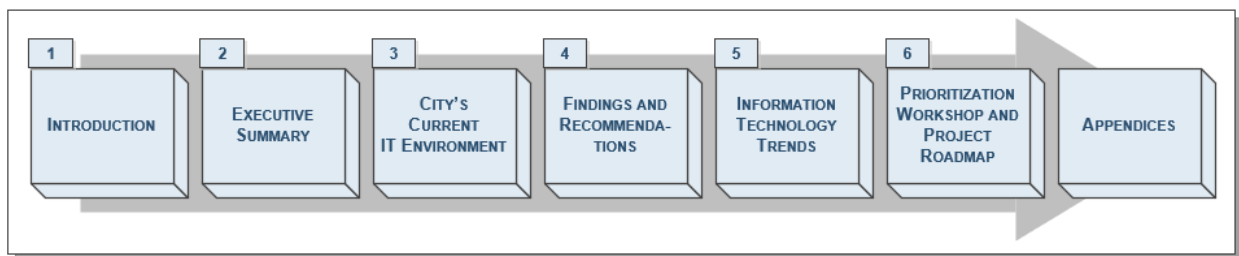 1
INTRODUCTION
2
EXECUTIVE
SUMMARY
3
CITY'S
CURRENT
IT ENVIRONMENT
4
FINDINGS AND
RECOMMENDA-
TIONS
5
INFORMATION
TECHNOLOGY
TRENDS
6
PRIORITIZATION
WORKSHOP AND
PROJECT
ROADMAP
APPENDICES